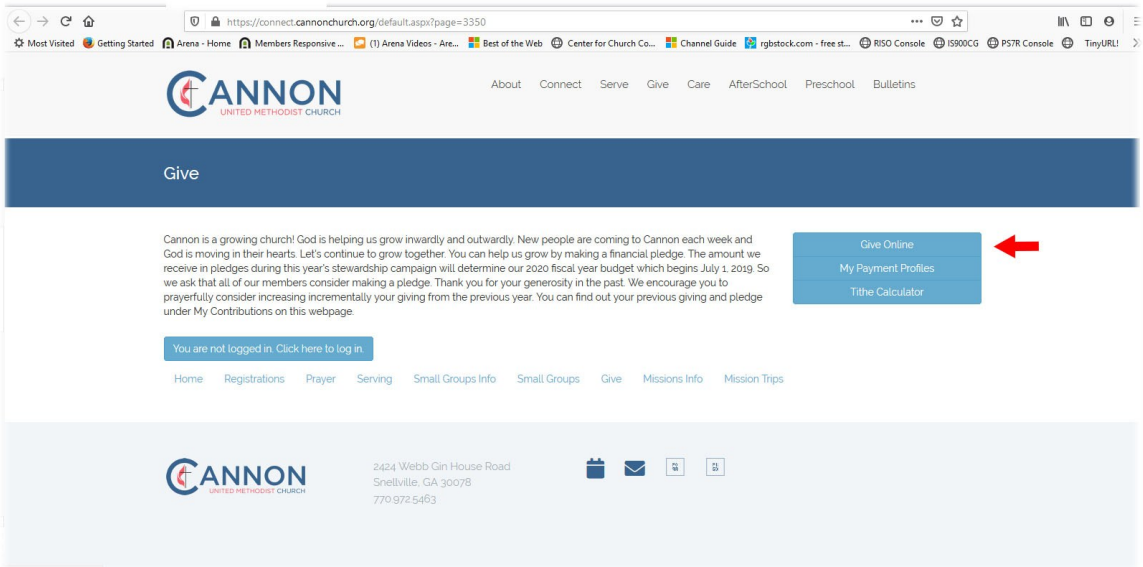 https://connect.cannonchurch.org/default.aspx?page=3350
Most Visited Getting Started Arena - Home Members Responsive ... (1) Arena Videos - Are... Best of the Web Center for Church Co... Channel Guide rgbstock.com - free st... RISO Console IS900CG PS7R Console TinyURL!
CANNON
UNITED METHODIST CHURCH
About Connect Serve Give Care AfterSchool Preschool Bulletins
Give
Cannon is a growing church! God is helping us grow inwardly and outwardly. New people are coming to Cannon each week and
God is moving in their hearts. Let's continue to grow together. You can help us grow by making a financial pledge. The amount we
receive in pledges during this year's stewardship campaign will determine our 2020 fiscal year budget which begins July 1, 2019. So
we ask that all of our members consider making a pledge. Thank you for your generosity in the past. We encourage you to
prayerfully consider increasing incrementally your giving from the previous year. You can find out your previous giving and pledge
under My Contributions on this webpage.
Give Online
My Payment Profiles
Tithe Calculator
You are not logged in. Click here to log in.
Home Registrations Prayer Serving Small Groups Info Small Groups Give Missions Info Mission Trips
CANNON
UNITED METHODIST CHURCH
2424 Webb Gin House Road
Snellville, GA 30078
770.972.5463